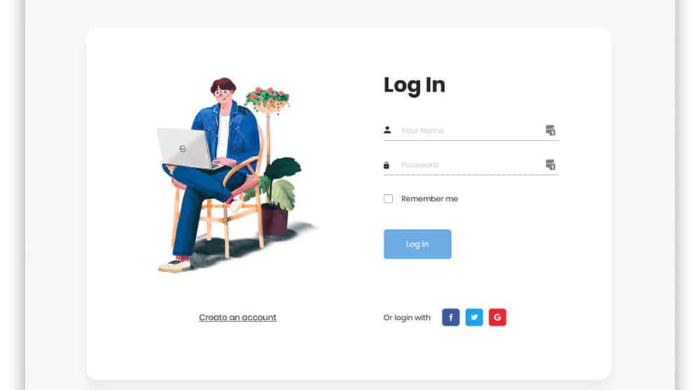 Log In
Your Name
Password
Remember me
Log in
Create an account
Or login with